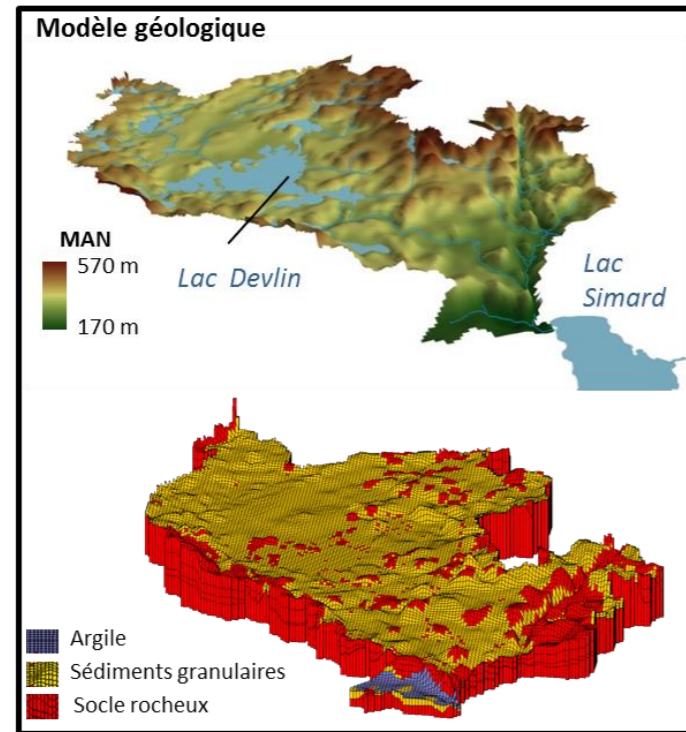 Modèle géologique
MAN
570 m
170 m
Lac Devlin
Lac
Simard
Argile
Sédiments granulaires
Socle rocheux